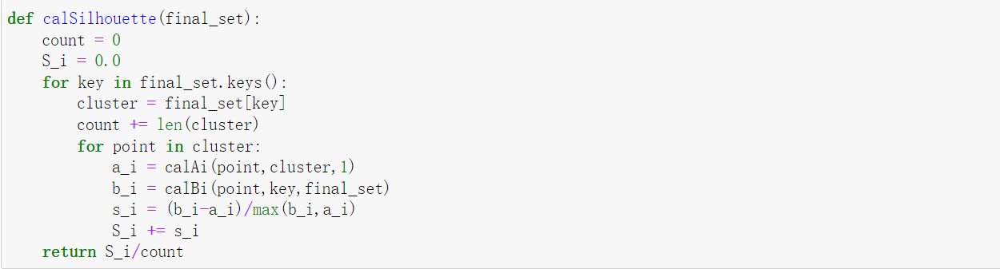 def calSilhouette(final_set):
    count = 0
    S_i = 0.0
    for key in final_set.keys():
        cluster = final_set[key]
        count += len(cluster)
        for point in cluster:
            a_i = calAi(point,cluster,1)
            b_i = calBi(point,key,final_set)
            s_i = (b_i-a_i)/max(b_i,a_i)
            S_i += s_i
    return S_i/count